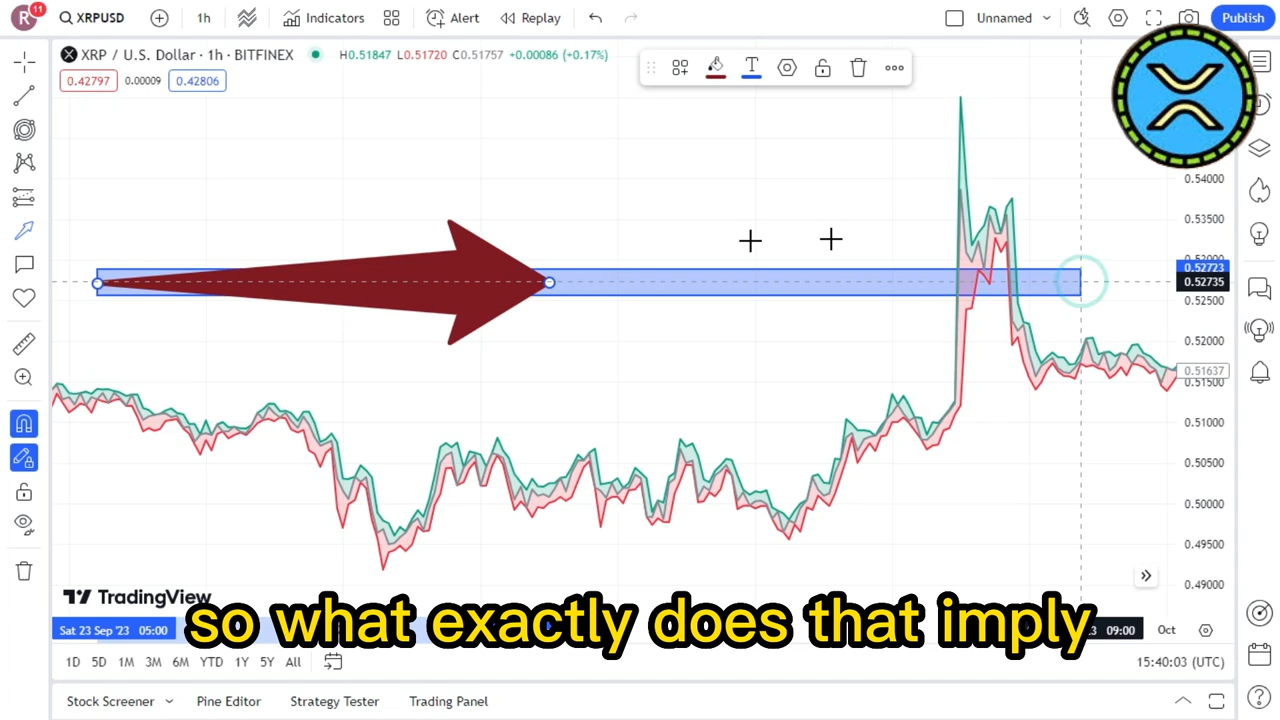 R 11 XRPUSD 1h Indicators Alert Replay Unnamed Publish
XRP / U.S. Dollar · 1h · BITFINEX H0.51847 L0.51720 C0.51757 +0.00086 (+0.17%)
0.42797 0.00009 0.42806
T
0.54000
0.53500
0.52000
0.52723
0.52735
0.52500
0.52000
0.51637
0.51500
0.51000
0.50500
0.50000
0.49500
0.49000
TradingView
so what exactly does that imply
Sat 23 Sep '23 05:00 23 09:00 Oct
1D 5D 1M 3M 6M YTD 1Y 5Y All 15:40:03 (UTC)
Stock Screener Pine Editor Strategy Tester Trading Panel